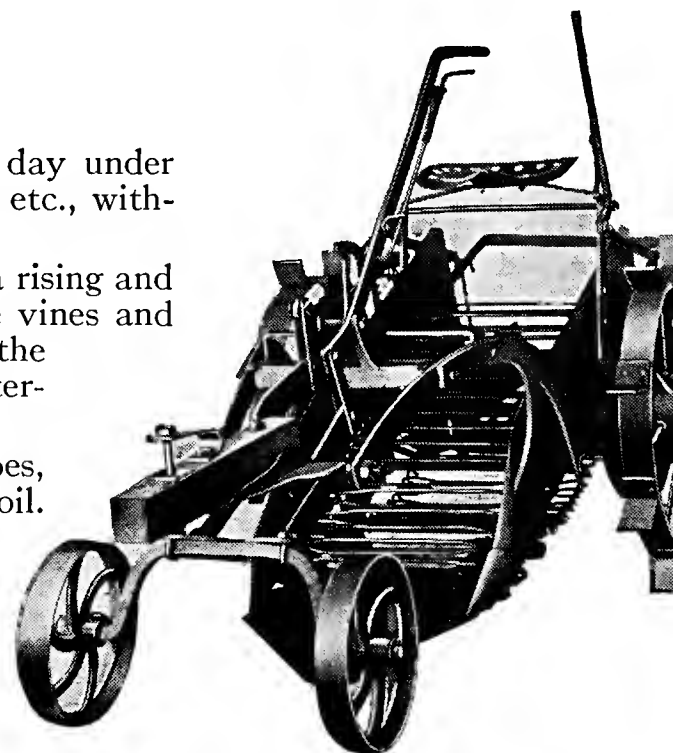 day under
etc., with-
rising and
vines and
the
ter-
oes,
oil.